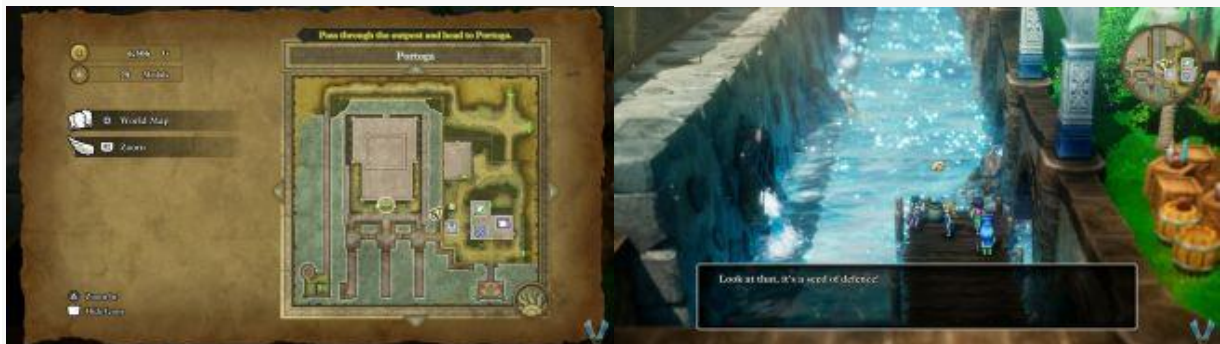 Pass through the outpost and head to Portoga.
Portoga
World Map
Zoom
Look at that, it's a seed of defence!